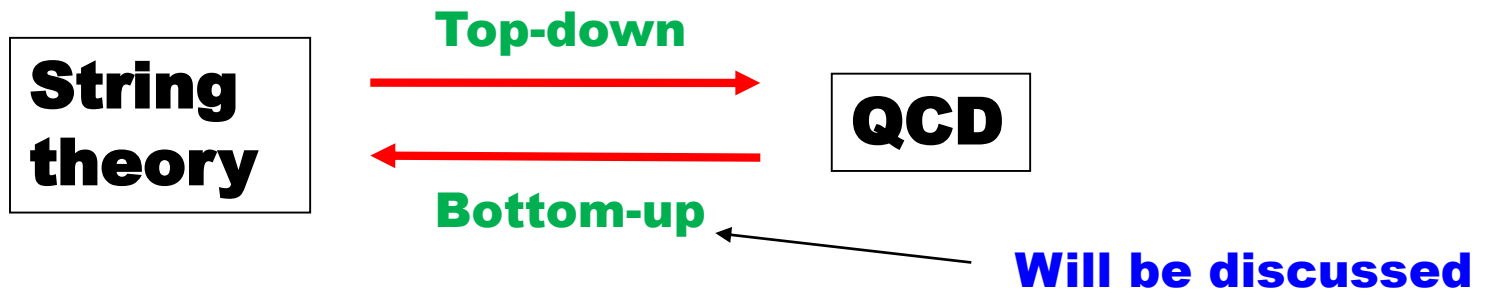 Top-down
String
theory
QCD
Bottom-up
Will be discussed